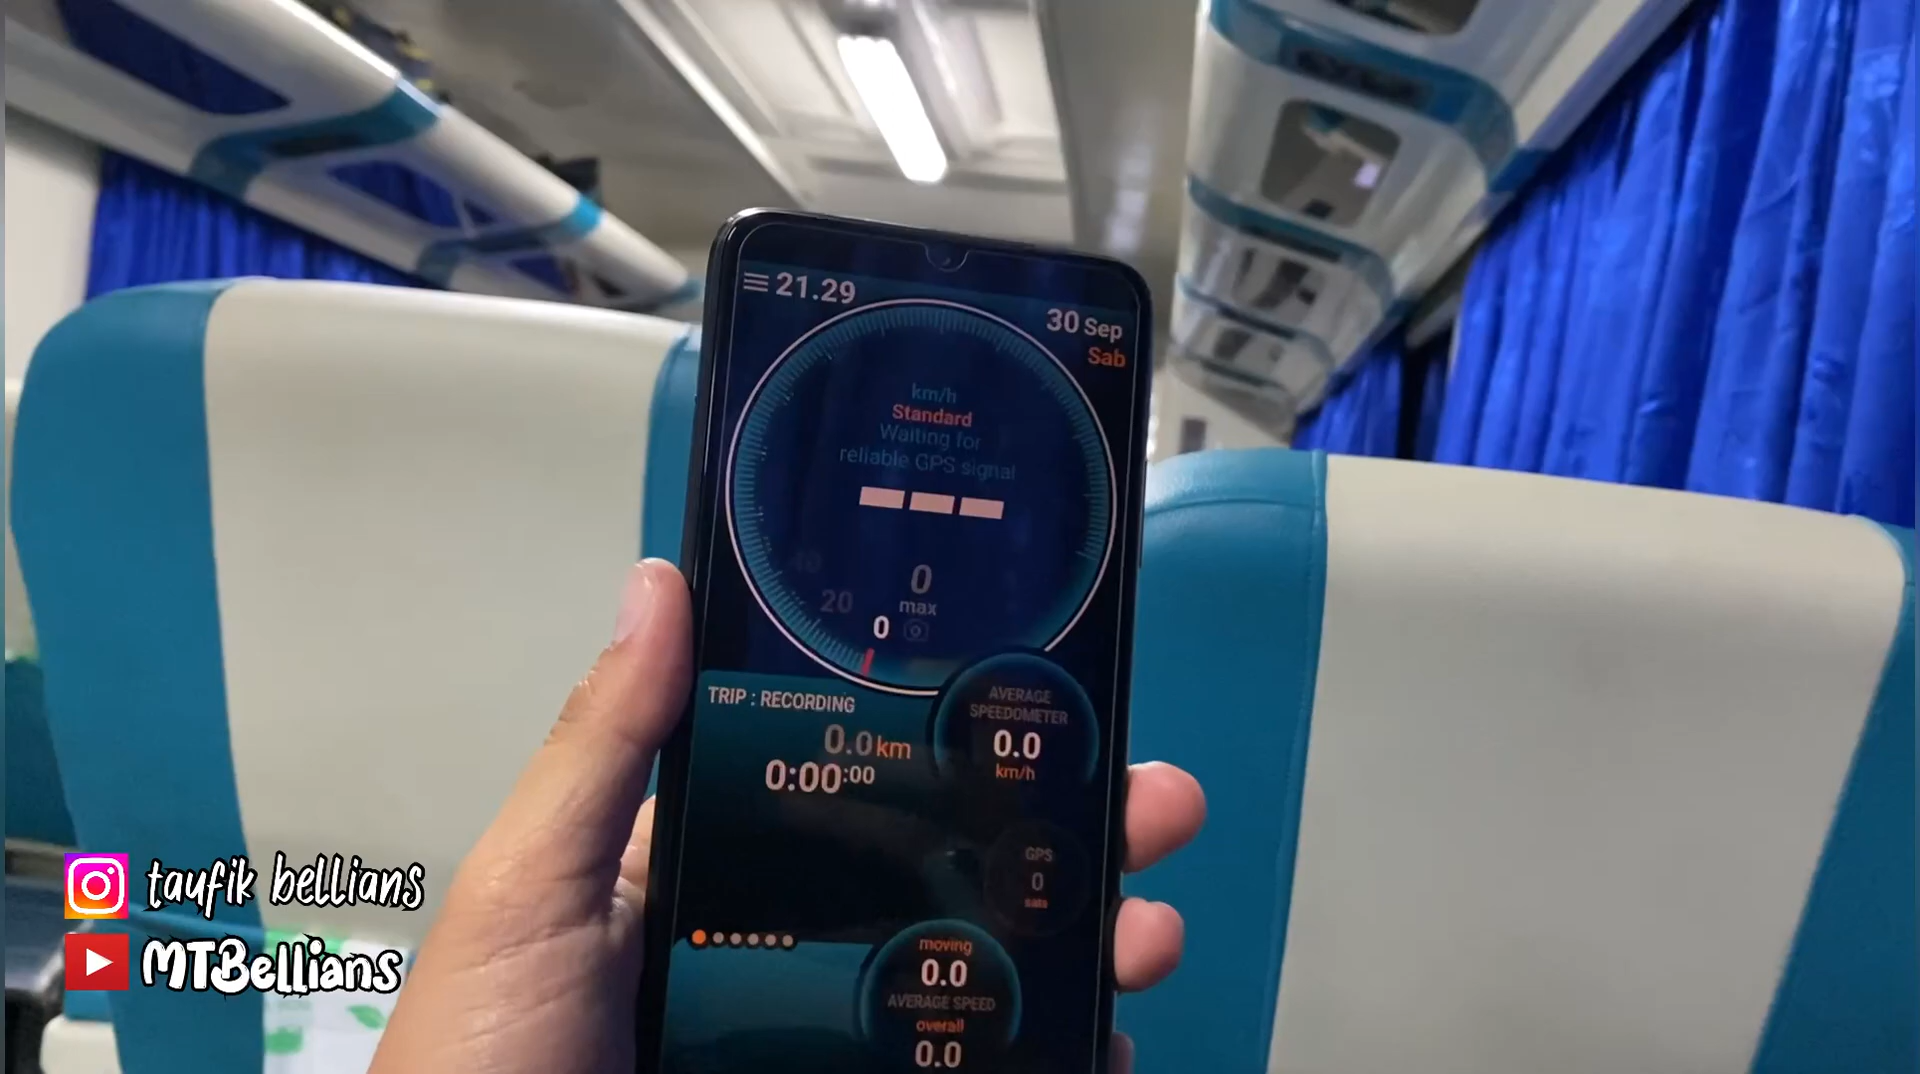 21.29
30 Sep
Sab
km/h
Standard
Waiting for
reliable GPS signal
0
max
40
20
0
TRIP : RECORDING
0.0 km
0:00:00
AVERAGE
SPEEDOMETER
0.0
km/h
GPS
0
sats
moving
0.0
AVERAGE SPEED
overall
0.0
taufik bellians
MTBellians